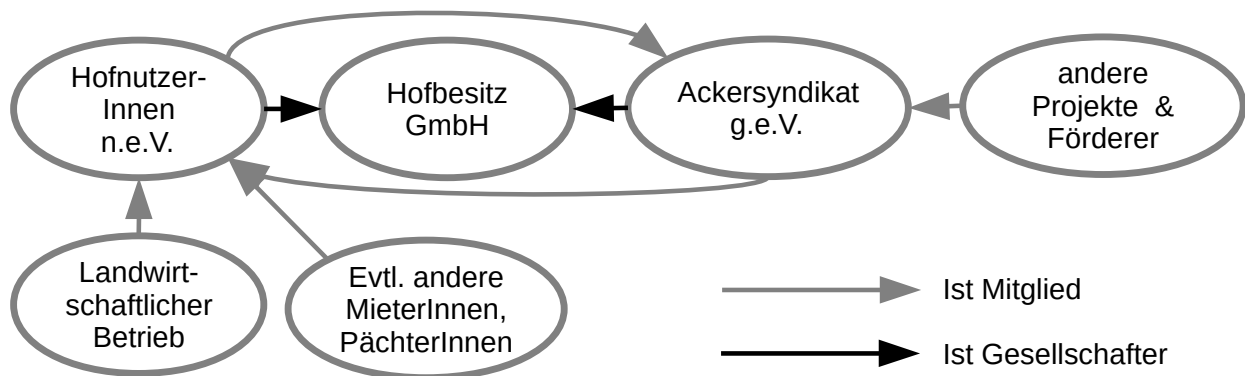 Hofnutzer-
Innen
n.e.V.
Hofbesitz
GmbH
Ackersyndikat
g.e.V.
andere
Projekte &
Förderer
Landwirt-
schaftlicher
Betrieb
Evtl. andere
MieterInnen,
PächterInnen
Ist Mitglied
Ist Gesellschafter